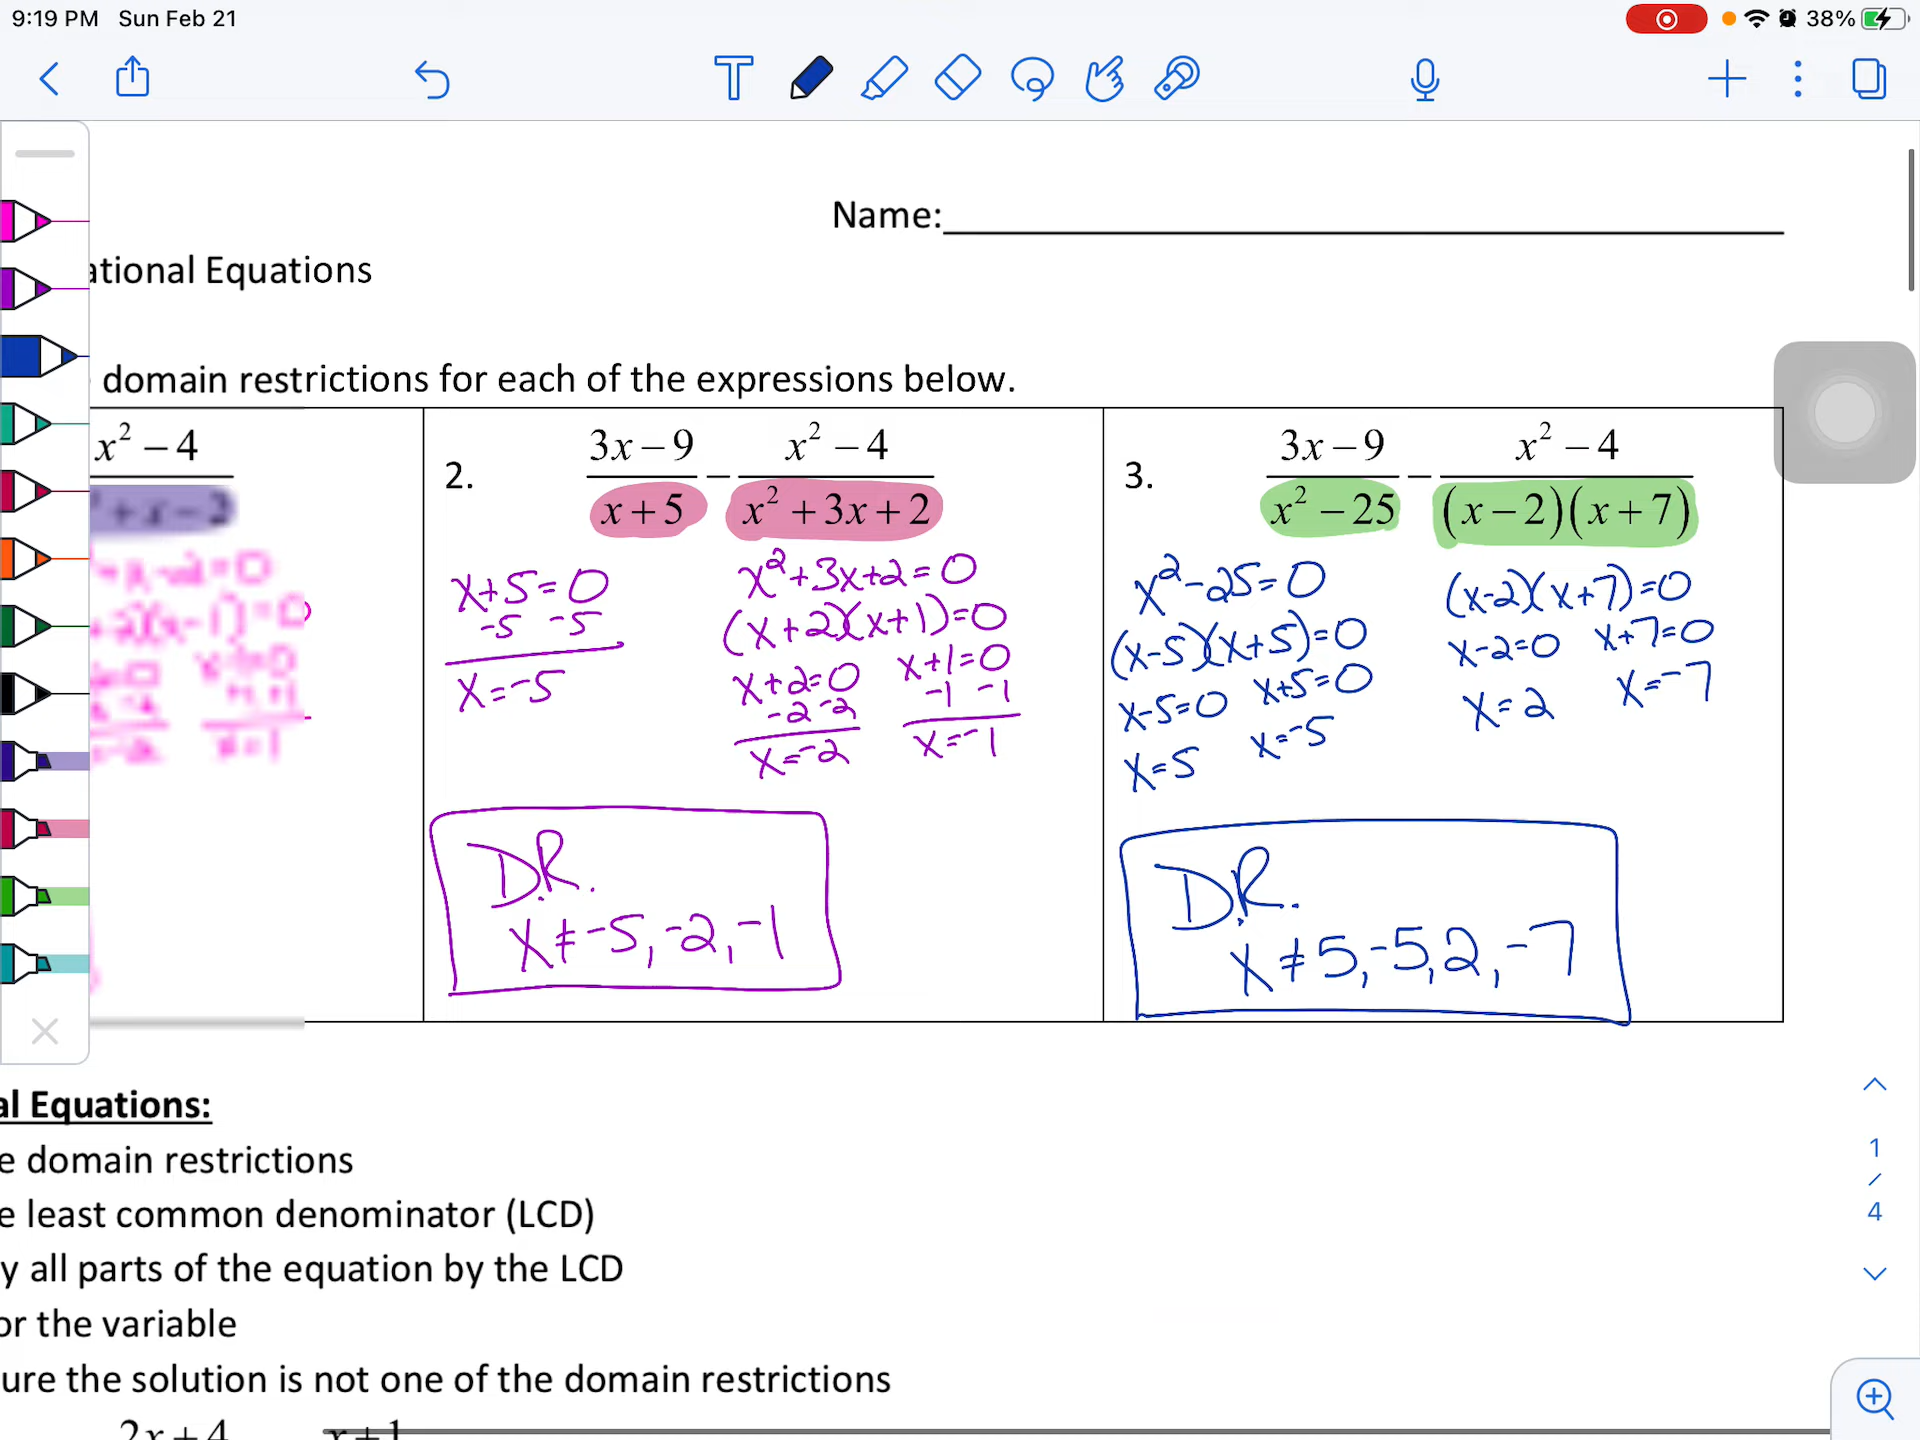 9:19 PM Sun Feb 21
38%
Name:
ational Equations
domain restrictions for each of the expressions below.
x² – 4
+ x – 2
2.
3x – 9 / x + 5 – x² – 4 / x² + 3x + 2
x+5=0
-5 -5
x=-5
x²+3x+2=0
(x+2)(x+1)=0
x+2=0 x+1=0
-2 -2 -1 -1
x=-2 x=-1
D.R.
x≠-5,-2,-1
3.
3x – 9 / x² – 25 – x² – 4 / (x – 2)(x + 7)
x²-25=0
(x-5)(x+5)=0
x-5=0 x+5=0
x=5 x=-5
(x-2)(x+7)=0
x-2=0 x+7=0
x=2 x=-7
D.R.
x≠5,-5,2,-7
al Equations:
e domain restrictions
e least common denominator (LCD)
y all parts of the equation by the LCD
or the variable
ure the solution is not one of the domain restrictions
2x + 4 x + 1
1
/
4